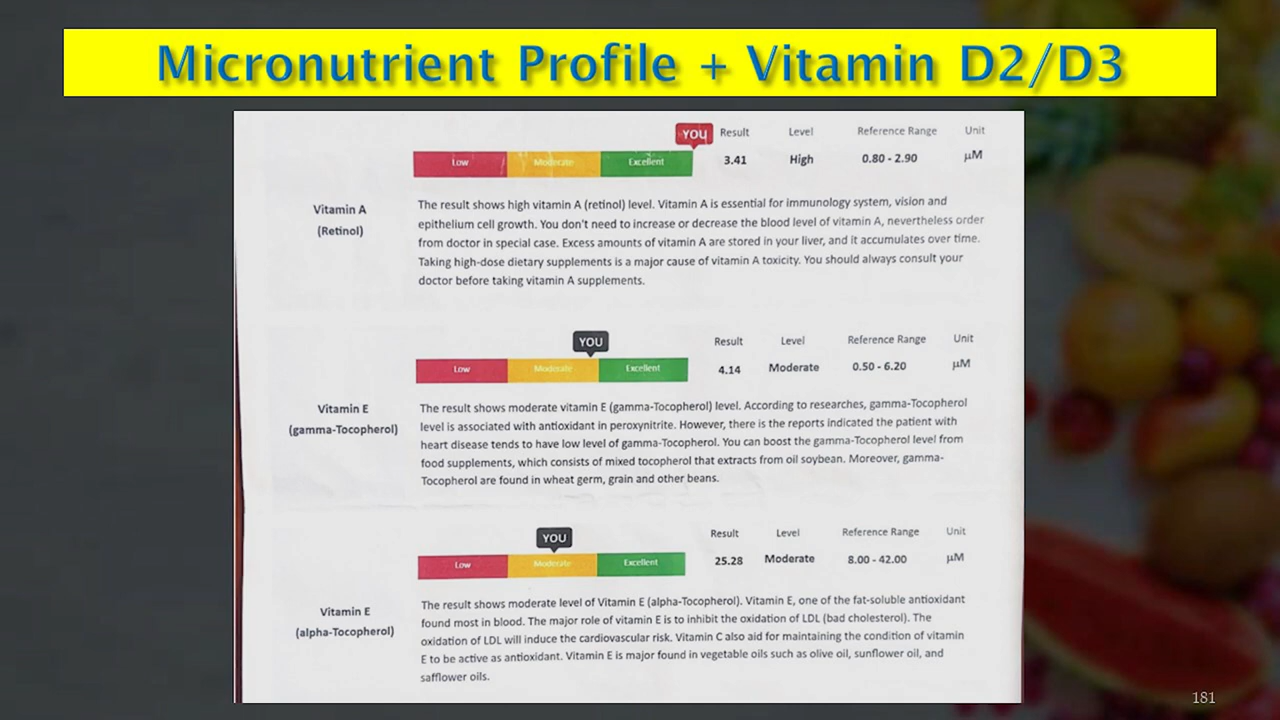 Micronutrient Profile + Vitamin D2/D3
YOU
Result Level Reference Range Unit
Low Moderate Excellent
3.41 High 0.80 - 2.90 µM
Vitamin A
(Retinol)
The result shows high vitamin A (retinol) level. Vitamin A is essential for immunology system, vision and
epithelium cell growth. You don't need to increase or decrease the blood level of vitamin A, nevertheless order
from doctor in special case. Excess amounts of vitamin A are stored in your liver, and it accumulates over time.
Taking high-dose dietary supplements is a major cause of vitamin A toxicity. You should always consult your
doctor before taking vitamin A supplements.
YOU
Result Level Reference Range Unit
Low Moderate Excellent
4.14 Moderate 0.50 - 6.20 µM
Vitamin E
(gamma-Tocopherol)
The result shows moderate vitamin E (gamma-Tocopherol) level. According to researches, gamma-Tocopherol
level is associated with antioxidant in peroxynitrite. However, there is the reports indicated the patient with
heart disease tends to have low level of gamma-Tocopherol. You can boost the gamma-Tocopherol level from
food supplements, which consists of mixed tocopherol that extracts from oil soybean. Moreover, gamma-
Tocopherol are found in wheat germ, grain and other beans.
YOU
Result Level Reference Range Unit
Low Moderate Excellent
25.28 Moderate 8.00 - 42.00 µM
Vitamin E
(alpha-Tocopherol)
The result shows moderate level of Vitamin E (alpha-Tocopherol). Vitamin E, one of the fat-soluble antioxidant
found most in blood. The major role of vitamin E is to inhibit the oxidation of LDL (bad cholesterol). The
oxidation of LDL will induce the cardiovascular risk. Vitamin C also aid for maintaining the condition of vitamin
E to be active as antioxidant. Vitamin E is major found in vegetable oils such as olive oil, sunflower oil, and
safflower oils.
181